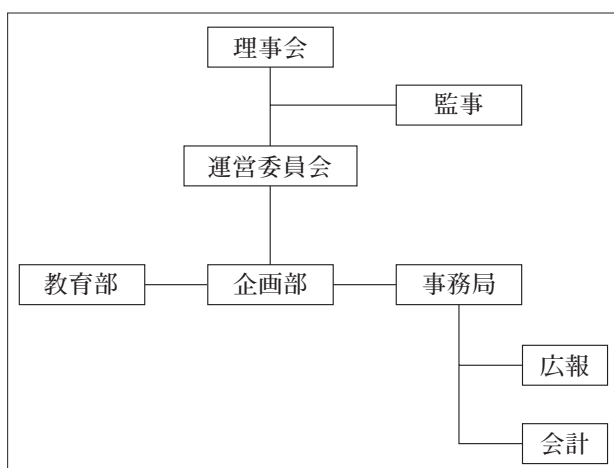 理事会
監事
運営委員会
教育部
企画部
事務局
広報
会計